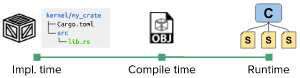 kernel/my_crate
Cargo.toml
src
lib.rs
OBJ
C
S S S
Impl. time
Compile time
Runtime